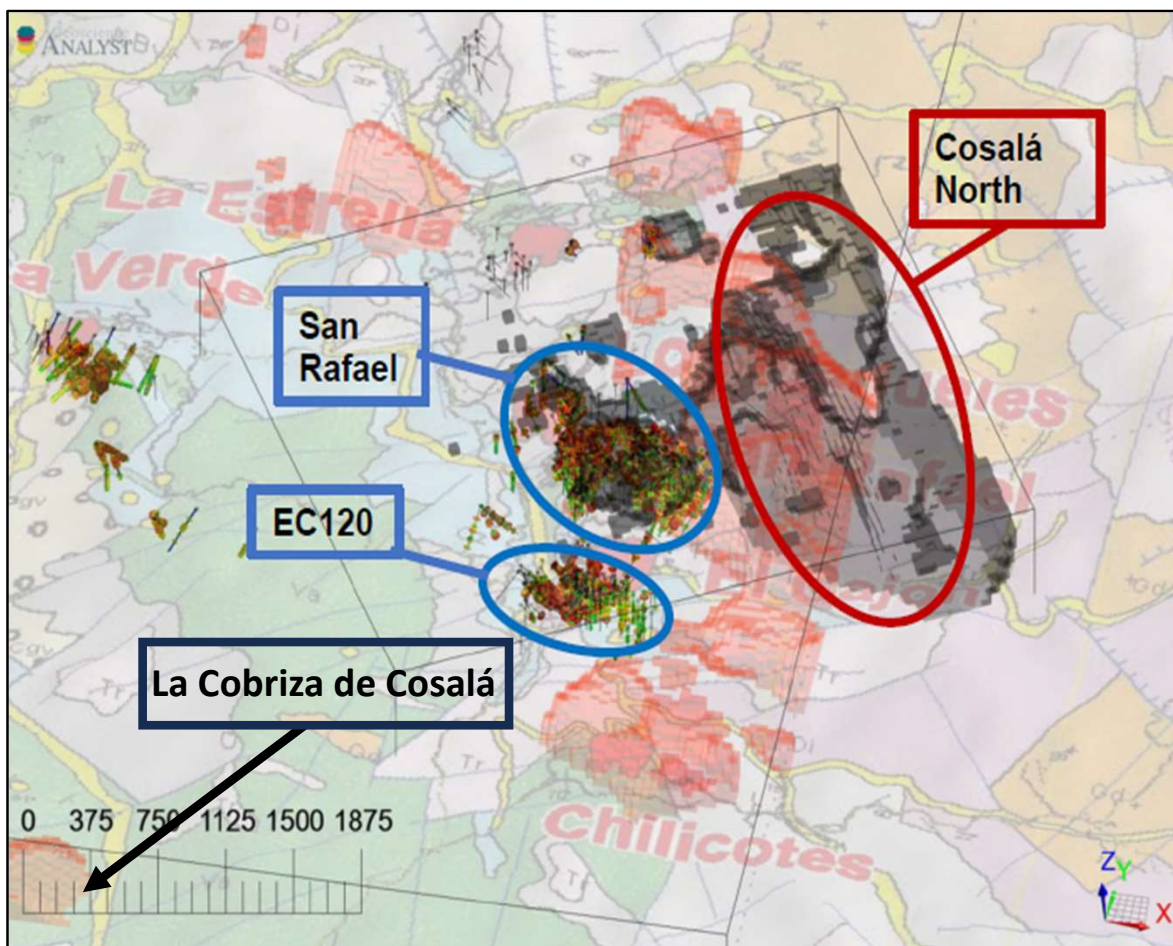 Geoscience
ANALYST
Cosalá
North
La Estrella
a Verde
San
Rafael
EC120
La Cobriza de Cosalá
0 375 750 1125 1500 1875
Chilicotes
Z
Y
X